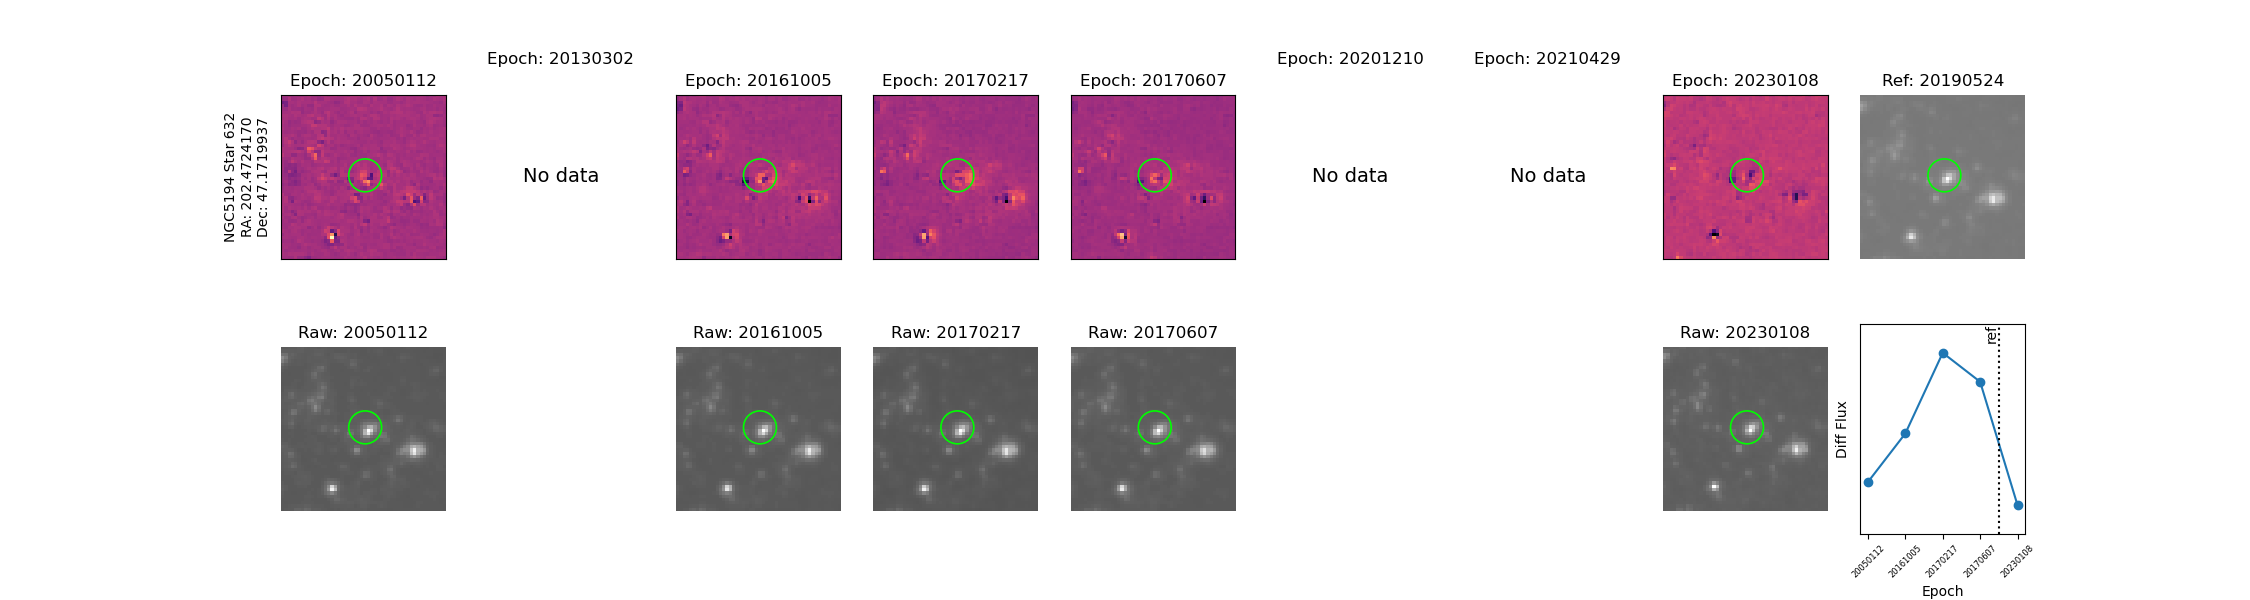 Epoch: 20050112
Epoch: 20130302
Epoch: 20161005
Epoch: 20170217
Epoch: 20170607
Epoch: 20201210
Epoch: 20210429
Epoch: 20230108
Ref: 20190524
NGC5194 Star 632
RA: 202.4724170
Dec: 47.1719937
No data
No data
No data
Raw: 20050112
Raw: 20161005
Raw: 20170217
Raw: 20170607
Raw: 20230108
ref
Diff Flux
20050112
20161005
20170217
20170607
20230108
Epoch